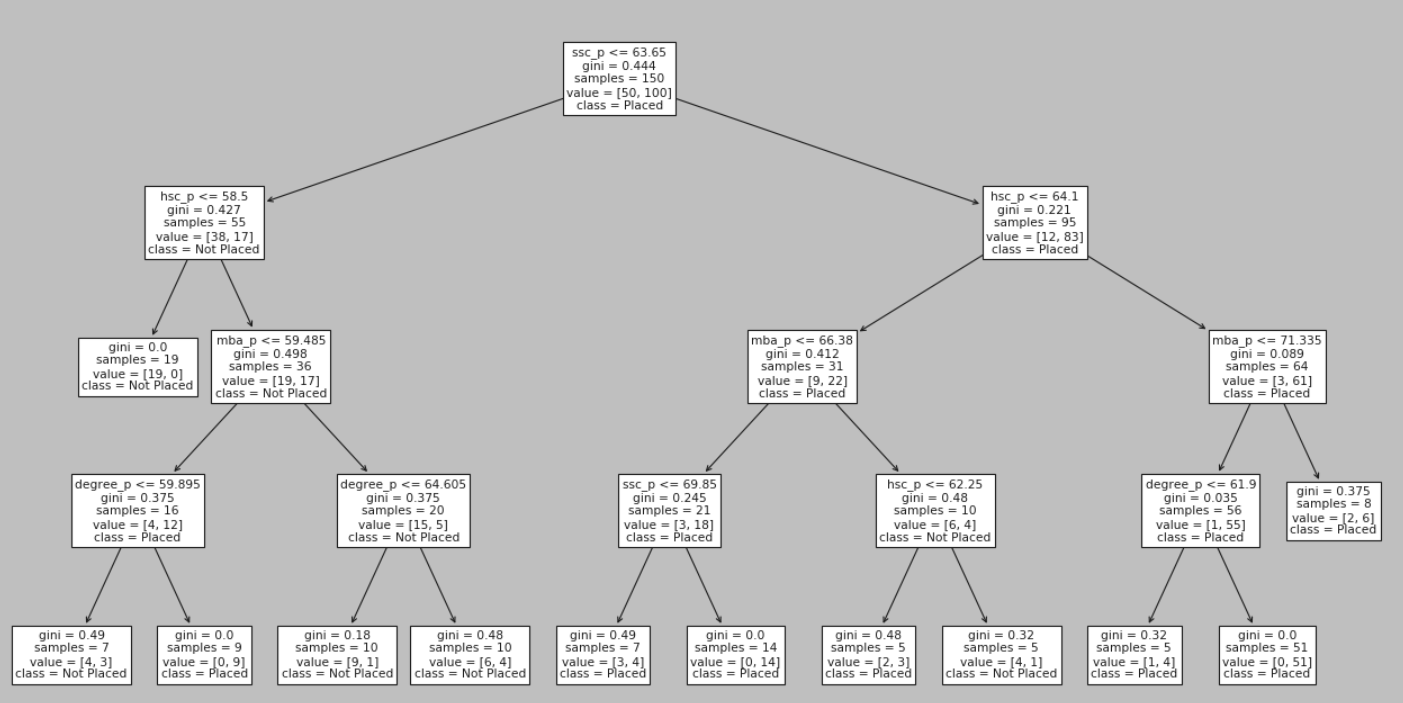 ssc_p <= 63.65
gini = 0.444
samples = 150
value = [50, 100]
class = Placed
hsc_p <= 58.5
gini = 0.427
samples = 55
value = [38, 17]
class = Not Placed
hsc_p <= 64.1
gini = 0.221
samples = 95
value = [12, 83]
class = Placed
gini = 0.0
samples = 19
value = [19, 0]
class = Not Placed
mba_p <= 59.485
gini = 0.498
samples = 36
value = [19, 17]
class = Not Placed
mba_p <= 66.38
gini = 0.412
samples = 31
value = [9, 22]
class = Placed
mba_p <= 71.335
gini = 0.089
samples = 64
value = [3, 61]
class = Placed
degree_p <= 59.895
gini = 0.375
samples = 16
value = [4, 12]
class = Placed
degree_p <= 64.605
gini = 0.375
samples = 20
value = [15, 5]
class = Not Placed
ssc_p <= 69.85
gini = 0.245
samples = 21
value = [3, 18]
class = Placed
hsc_p <= 62.25
gini = 0.48
samples = 10
value = [6, 4]
class = Not Placed
degree_p <= 61.9
gini = 0.035
samples = 56
value = [1, 55]
class = Placed
gini = 0.375
samples = 8
value = [2, 6]
class = Placed
gini = 0.49
samples = 7
value = [4, 3]
class = Not Placed
gini = 0.0
samples = 9
value = [0, 9]
class = Placed
gini = 0.18
samples = 10
value = [9, 1]
class = Not Placed
gini = 0.48
samples = 10
value = [6, 4]
class = Not Placed
gini = 0.49
samples = 7
value = [3, 4]
class = Placed
gini = 0.0
samples = 14
value = [0, 14]
class = Placed
gini = 0.48
samples = 5
value = [2, 3]
class = Placed
gini = 0.32
samples = 5
value = [4, 1]
class = Not Placed
gini = 0.32
samples = 5
value = [1, 4]
class = Placed
gini = 0.0
samples = 51
value = [0, 51]
class = Placed